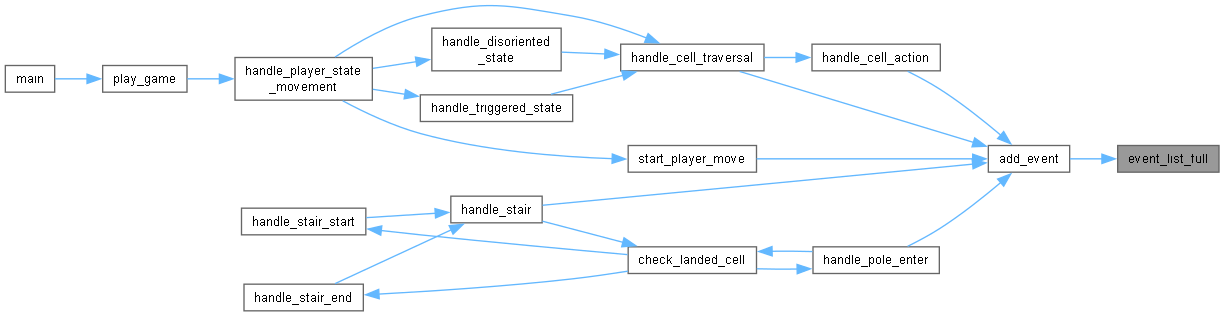 main
play_game
handle_player_state
_movement
handle_disoriented
_state
handle_triggered_state
handle_cell_traversal
handle_cell_action
start_player_move
add_event
event_list_full
handle_stair
handle_stair_start
handle_stair_end
check_landed_cell
handle_pole_enter